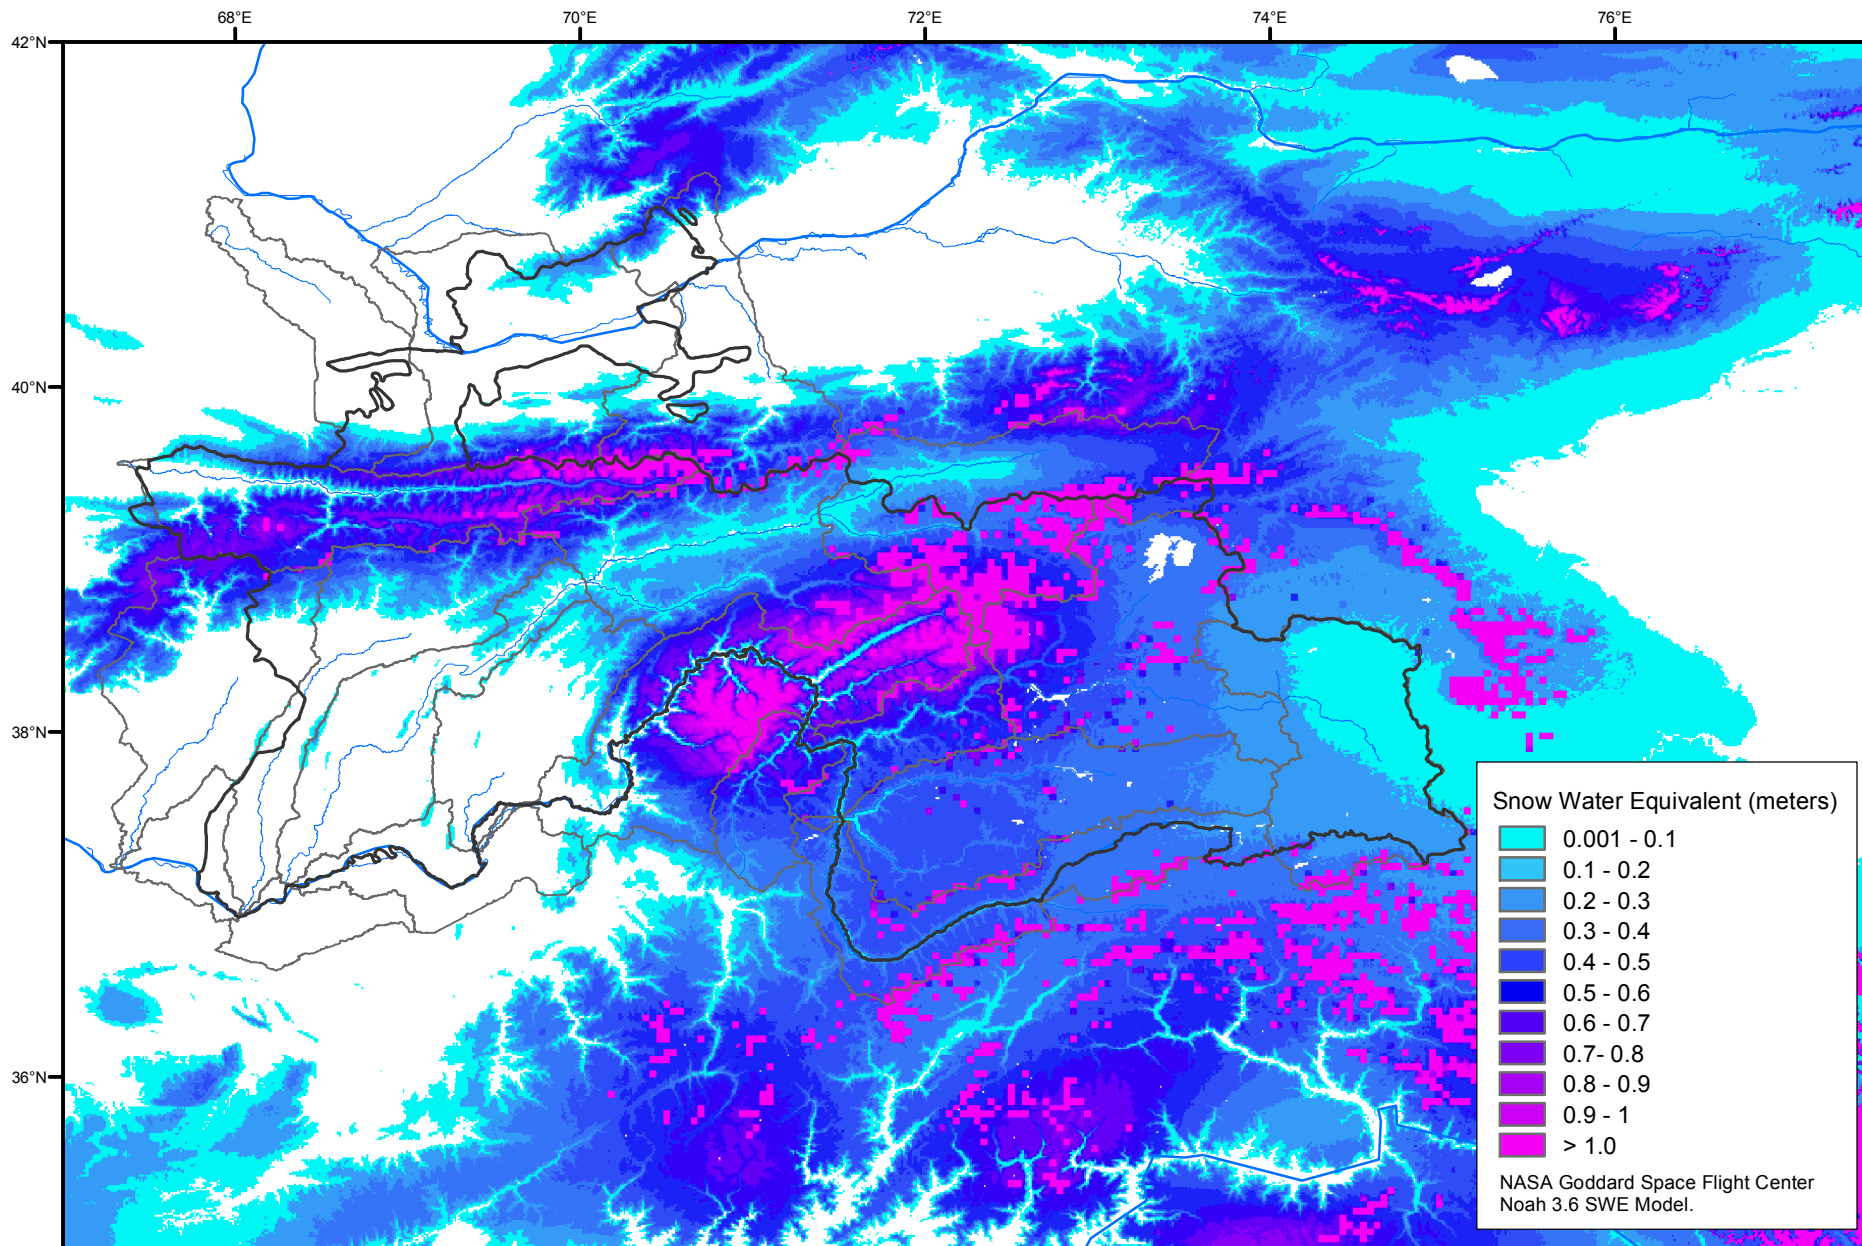 68°E 70°E 72°E 74°E 76°E
42°N
40°N
38°N
36°N
Snow Water Equivalent (meters)
0.001 - 0.1
0.1 - 0.2
0.2 - 0.3
0.3 - 0.4
0.4 - 0.5
0.5 - 0.6
0.6 - 0.7
0.7- 0.8
0.8 - 0.9
0.9 - 1
> 1.0
NASA Goddard Space Flight Center
Noah 3.6 SWE Model.